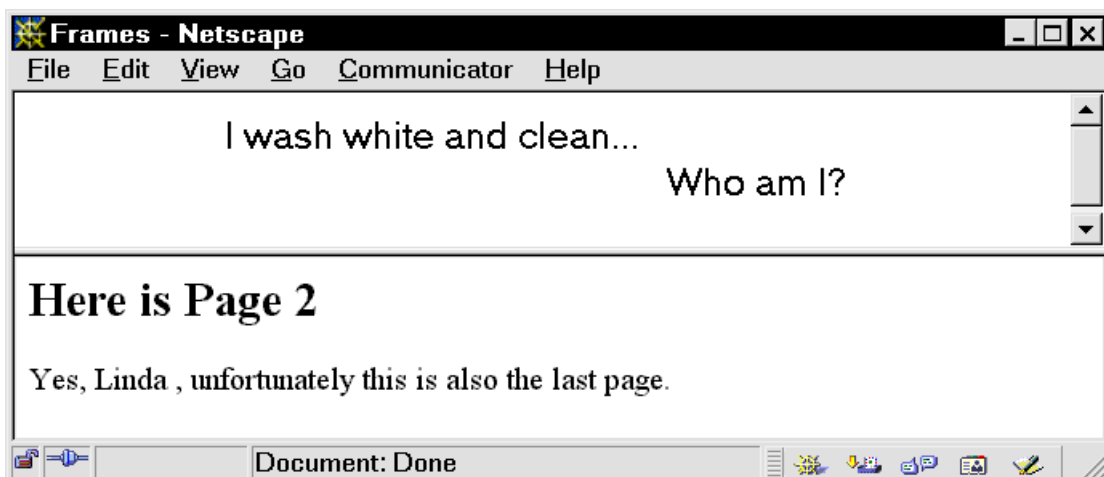 Frames - Netscape
File Edit View Go Communicator Help
I wash white and clean...
Who am I?
Here is Page 2
Yes, Linda , unfortunately this is also the last page.
Document: Done